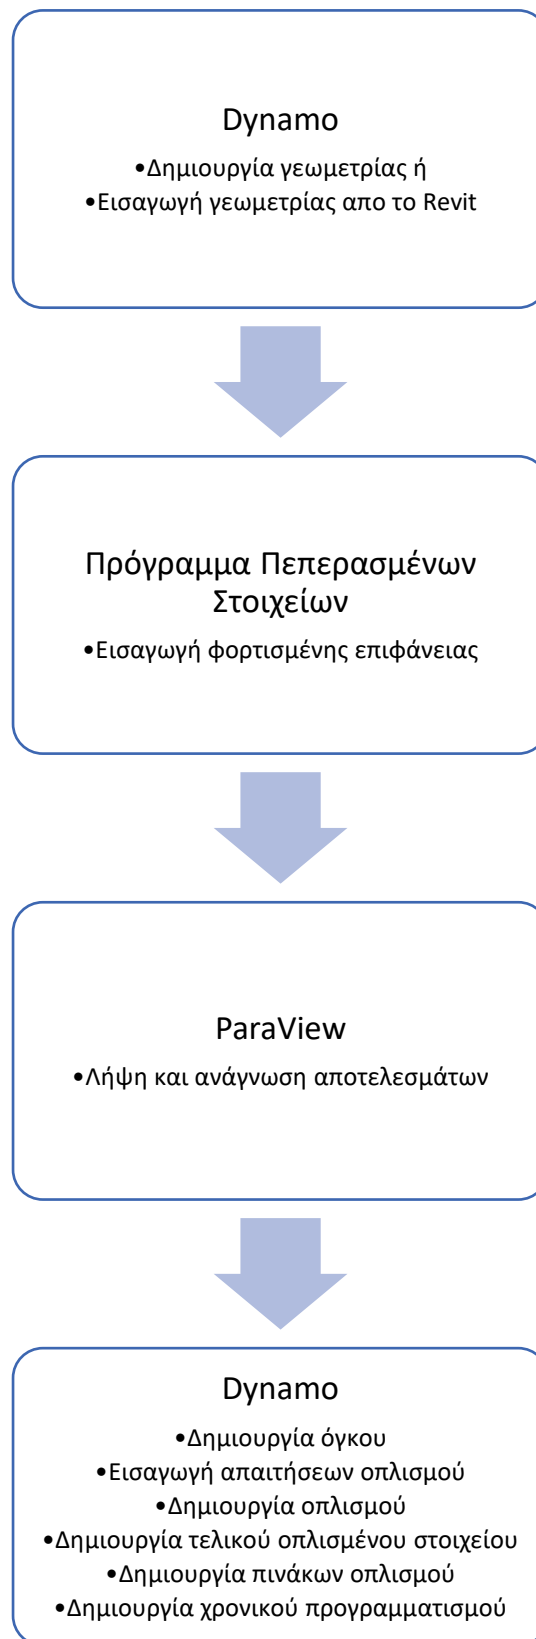 Dynamo
•Δημιουργία γεωμετρίας ή
•Εισαγωγή γεωμετρίας απο το Revit
Πρόγραμμα Πεπερασμένων
Στοιχείων
•Εισαγωγή φορτισμένης επιφάνειας
ParaView
•Λήψη και ανάγνωση αποτελεσμάτων
Dynamo
•Δημιουργία όγκου
•Εισαγωγή απαιτήσεων οπλισμού
•Δημιουργία οπλισμού
•Δημιουργία τελικού οπλισμένου στοιχείου
•Δημιουργία πινάκων οπλισμού
•Δημιουργία χρονικού προγραμματισμού